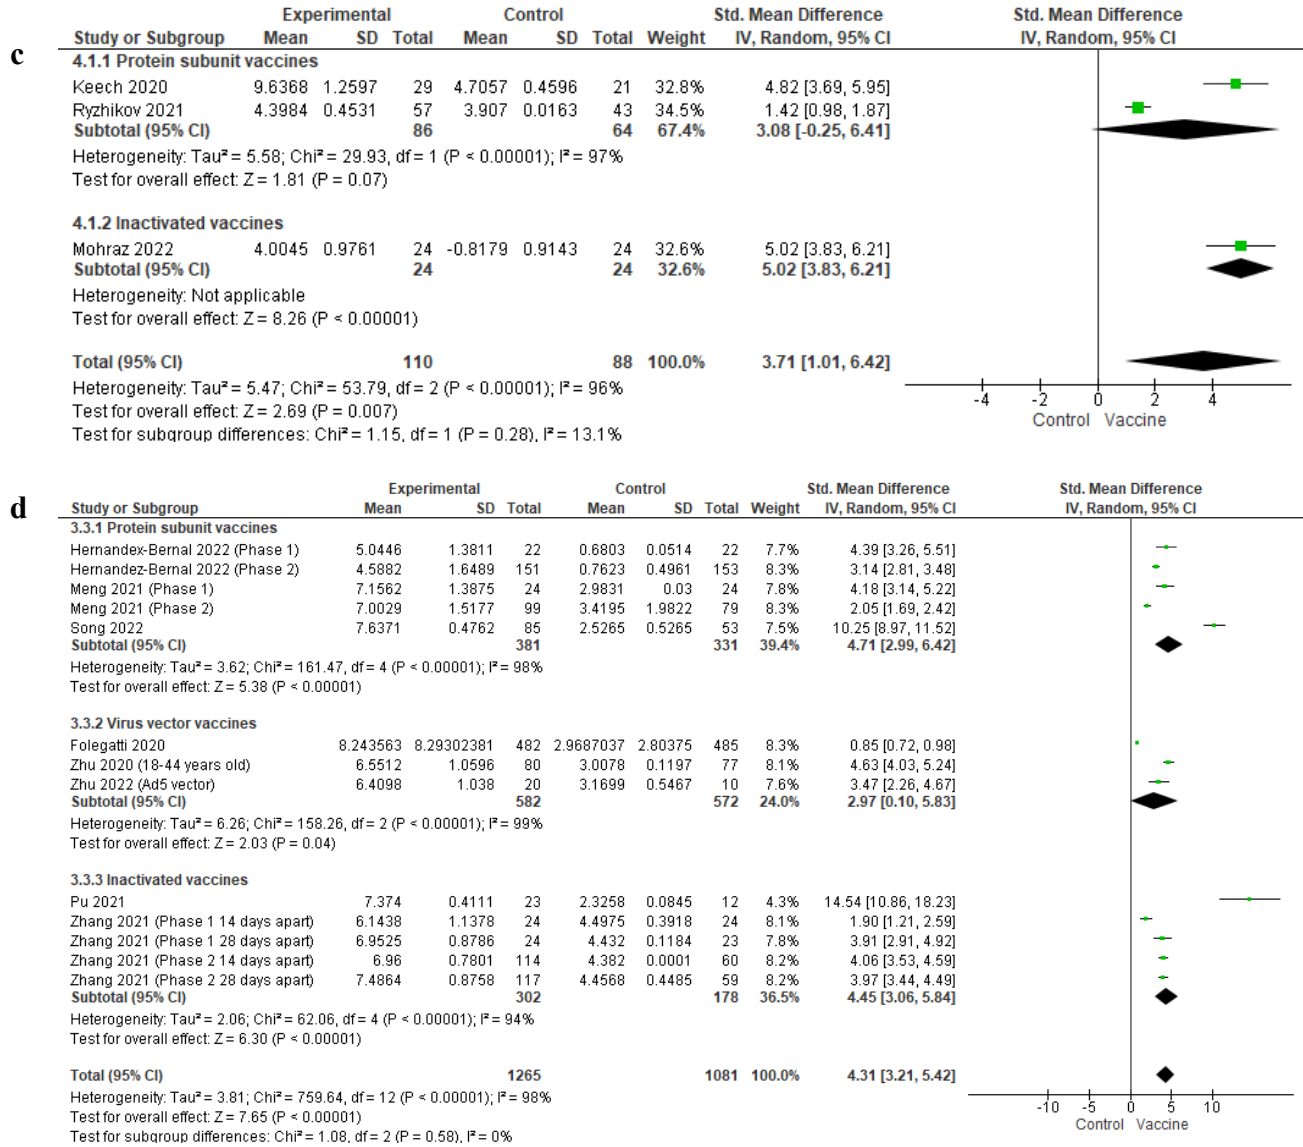 c
Experimental Control Std. Mean Difference Std. Mean Difference
Study or Subgroup Mean SD Total Mean SD Total Weight IV, Random, 95% CI IV, Random, 95% CI
4.1.1 Protein subunit vaccines
Keech 2020 9.6368 1.2597 29 4.7057 0.4596 21 32.8% 4.82 [3.69, 5.95]
Ryzhikov 2021 4.3984 0.4531 57 3.907 0.0163 43 34.5% 1.42 [0.98, 1.87]
Subtotal (95% CI) 86 64 67.4% 3.08 [-0.25, 6.41]
Heterogeneity: Tau² = 5.58; Chi² = 29.93, df = 1 (P < 0.00001); I² = 97%
Test for overall effect: Z = 1.81 (P = 0.07)
4.1.2 Inactivated vaccines
Mohraz 2022 4.0045 0.9761 24 -0.8179 0.9143 24 32.6% 5.02 [3.83, 6.21]
Subtotal (95% CI) 24 24 32.6% 5.02 [3.83, 6.21]
Heterogeneity: Not applicable
Test for overall effect: Z = 8.26 (P < 0.00001)
Total (95% CI) 110 88 100.0% 3.71 [1.01, 6.42]
Heterogeneity: Tau² = 5.47; Chi² = 53.79, df = 2 (P < 0.00001); I² = 96%
Test for overall effect: Z = 2.69 (P = 0.007)
Test for subgroup differences: Chi² = 1.15, df = 1 (P = 0.28), I² = 13.1%
-4 -2 0 2 4
Control Vaccine
d
Experimental Control Std. Mean Difference Std. Mean Difference
Study or Subgroup Mean SD Total Mean SD Total Weight IV, Random, 95% CI IV, Random, 95% CI
3.3.1 Protein subunit vaccines
Hernandex-Bernal 2022 (Phase 1) 5.0446 1.3811 22 0.6803 0.0514 22 7.7% 4.39 [3.26, 5.51]
Hernandez-Bernal 2022 (Phase 2) 4.5882 1.6489 151 0.7623 0.4961 153 8.3% 3.14 [2.81, 3.48]
Meng 2021 (Phase 1) 7.1562 1.3875 24 2.9831 0.03 24 7.8% 4.18 [3.14, 5.22]
Meng 2021 (Phase 2) 7.0029 1.5177 99 3.4195 1.9822 79 8.3% 2.05 [1.69, 2.42]
Song 2022 7.6371 0.4762 85 2.5265 0.5265 53 7.5% 10.25 [8.97, 11.52]
Subtotal (95% CI) 381 331 39.4% 4.71 [2.99, 6.42]
Heterogeneity: Tau² = 3.62; Chi² = 161.47, df = 4 (P < 0.00001); I² = 98%
Test for overall effect: Z = 5.38 (P < 0.00001)
3.3.2 Virus vector vaccines
Folegatti 2020 8.243563 8.29302381 482 2.9687037 2.80375 485 8.3% 0.85 [0.72, 0.98]
Zhu 2020 (18-44 years old) 6.5512 1.0596 80 3.0078 0.1197 77 8.1% 4.63 [4.03, 5.24]
Zhu 2022 (Ad5 vector) 6.4098 1.038 20 3.1699 0.5467 10 7.6% 3.47 [2.26, 4.67]
Subtotal (95% CI) 582 572 24.0% 2.97 [0.10, 5.83]
Heterogeneity: Tau² = 6.26; Chi² = 158.26, df = 2 (P < 0.00001); I² = 99%
Test for overall effect: Z = 2.03 (P = 0.04)
3.3.3 Inactivated vaccines
Pu 2021 7.374 0.4111 23 2.3258 0.0845 12 4.3% 14.54 [10.86, 18.23]
Zhang 2021 (Phase 1 14 days apart) 6.1438 1.1378 24 4.4975 0.3918 24 8.2% 1.90 [1.21, 2.59]
Zhang 2021 (Phase 1 28 days apart) 6.9525 0.8786 24 4.432 0.1184 23 7.8% 3.91 [2.91, 4.92]
Zhang 2021 (Phase 2 14 days apart) 6.96 0.7801 114 4.382 0.0001 60 8.2% 4.06 [3.53, 4.59]
Zhang 2021 (Phase 2 28 days apart) 7.4864 0.8758 117 4.4568 0.4485 59 8.2% 3.97 [3.44, 4.49]
Subtotal (95% CI) 302 178 36.5% 4.45 [3.06, 5.84]
Heterogeneity: Tau² = 2.06; Chi² = 62.06, df = 4 (P < 0.00001); I² = 94%
Test for overall effect: Z = 6.30 (P < 0.00001)
Total (95% CI) 1265 1081 100.0% 4.31 [3.21, 5.42]
Heterogeneity: Tau² = 3.81; Chi² = 759.64, df = 12 (P < 0.00001); I² = 98%
Test for overall effect: Z = 7.65 (P < 0.00001)
Test for subgroup differences: Chi² = 1.08, df = 2 (P = 0.58), I² = 0%
-10 -5 0 5 10
Control Vaccine